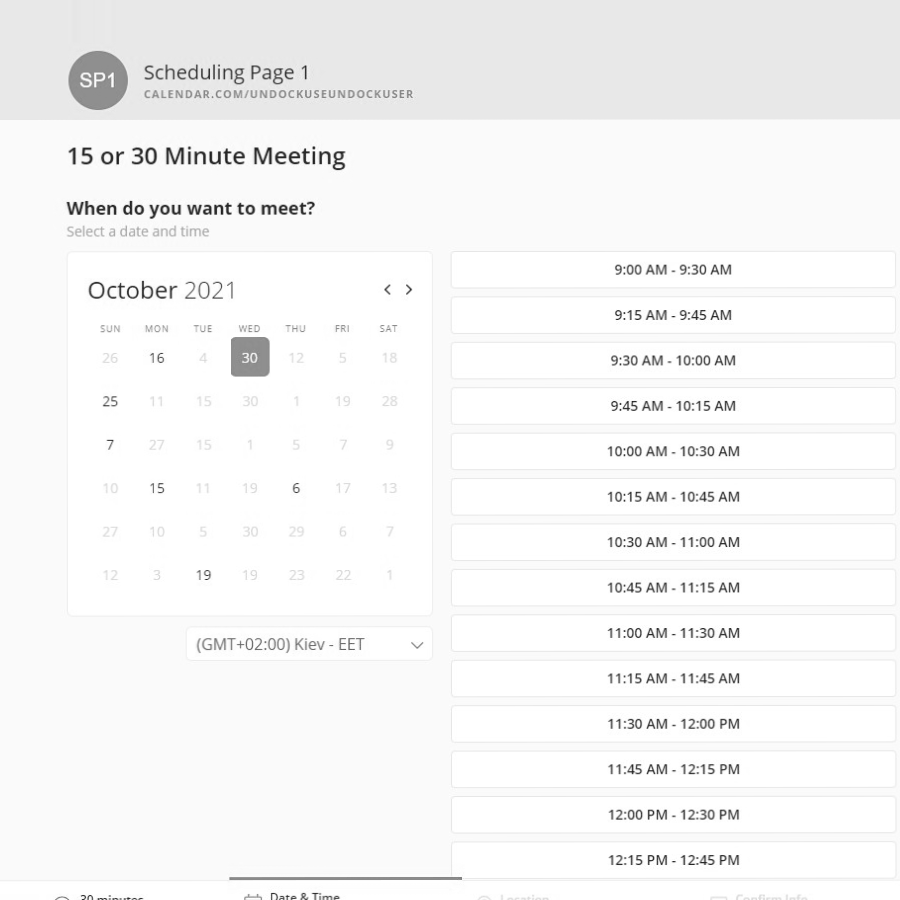 SP1
Scheduling Page 1
CALENDAR.COM/UNDOCKUSEUNDOCKUSER
15 or 30 Minute Meeting
When do you want to meet?
Select a date and time
October 2021
SUN MON TUE WED THU FRI SAT
26 16 4 30 12 5 18
25 11 15 30 1 19 28
7 27 15 1 5 7 9
10 15 11 19 6 17 13
27 10 5 30 29 6 7
12 3 19 19 23 22 1
(GMT+02:00) Kiev - EET
9:00 AM - 9:30 AM
9:15 AM - 9:45 AM
9:30 AM - 10:00 AM
9:45 AM - 10:15 AM
10:00 AM - 10:30 AM
10:15 AM - 10:45 AM
10:30 AM - 11:00 AM
10:45 AM - 11:15 AM
11:00 AM - 11:30 AM
11:15 AM - 11:45 AM
11:30 AM - 12:00 PM
11:45 AM - 12:15 PM
12:00 PM - 12:30 PM
12:15 PM - 12:45 PM
30 minutes Date & Time Location Confirm Info